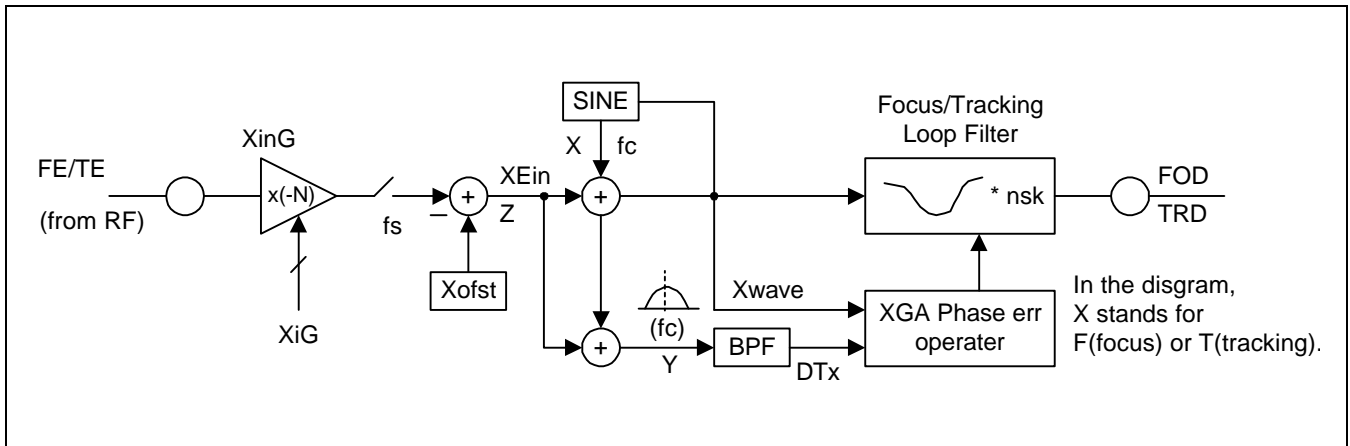 SINE
X fc
Focus/Tracking
Loop Filter
XinG
FE/TE
(from RF)
x(-N)
fs
−
+
XEin
Z
+
* nsk
FOD
TRD
Xofst
XiG
(fc)
+
Y
BPF
DTx
Xwave
XGA Phase err
operater
In the disgram,
X stands for
F(focus) or T(tracking).